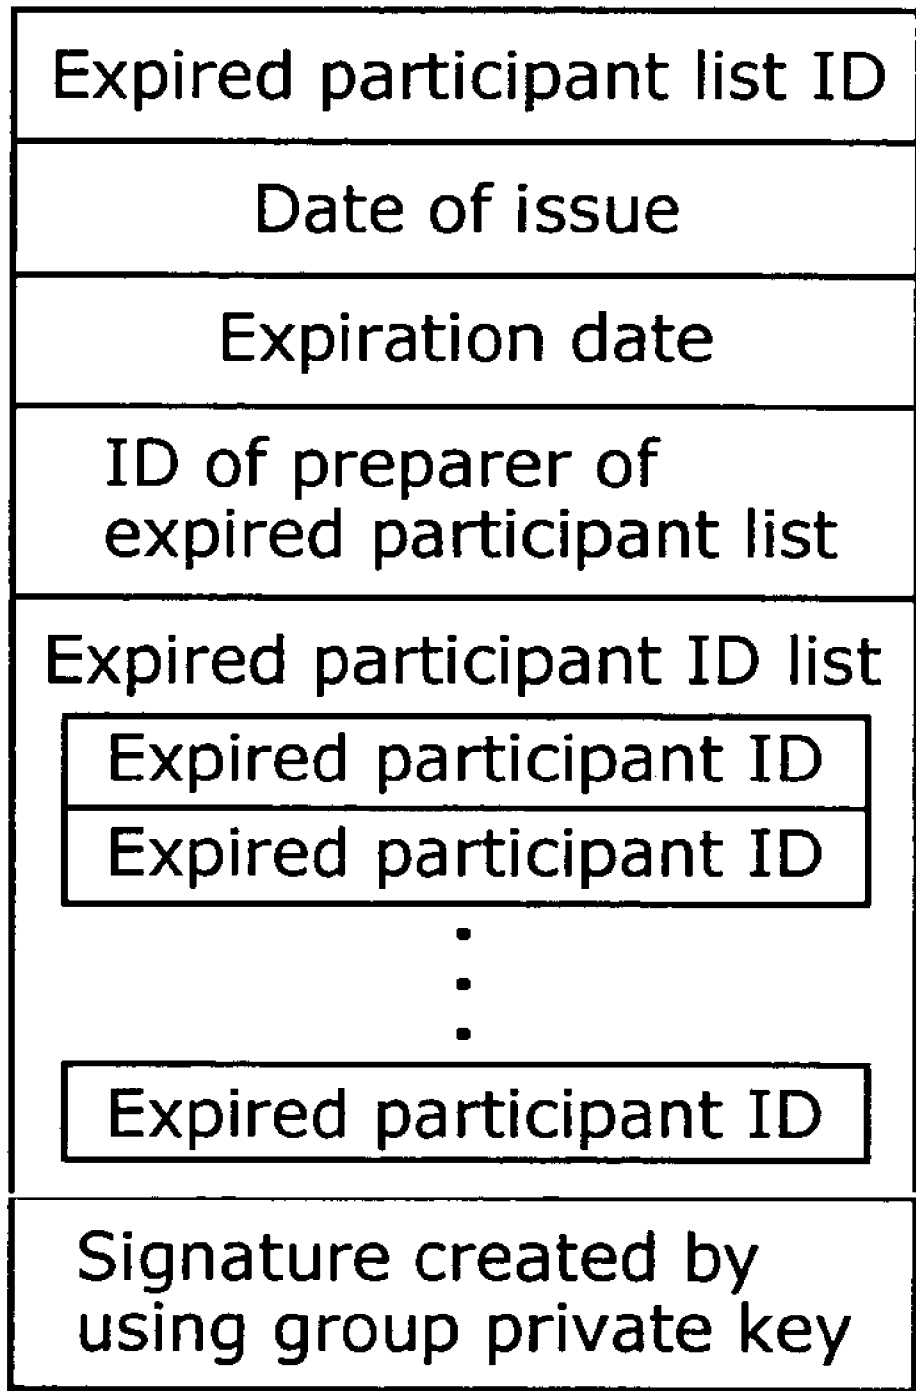 Expired participant list ID
Date of issue
Expiration date
ID of preparer of
expired participant list
Expired participant ID list
Expired participant ID
Expired participant ID
Expired participant ID
Signature created by
using group private key